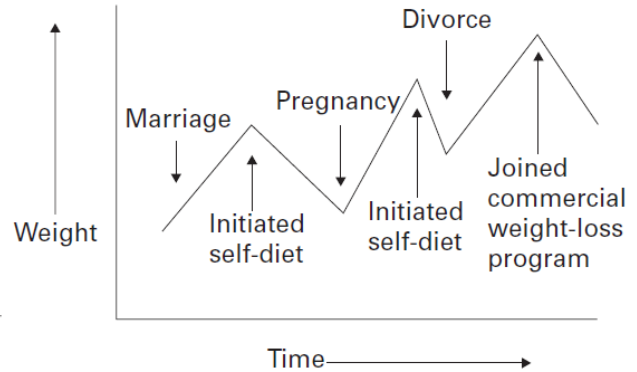 Divorce
Pregnancy
Marriage
Joined
commercial
weight-loss
program
Initiated
self-diet
Initiated
self-diet
Weight
Time